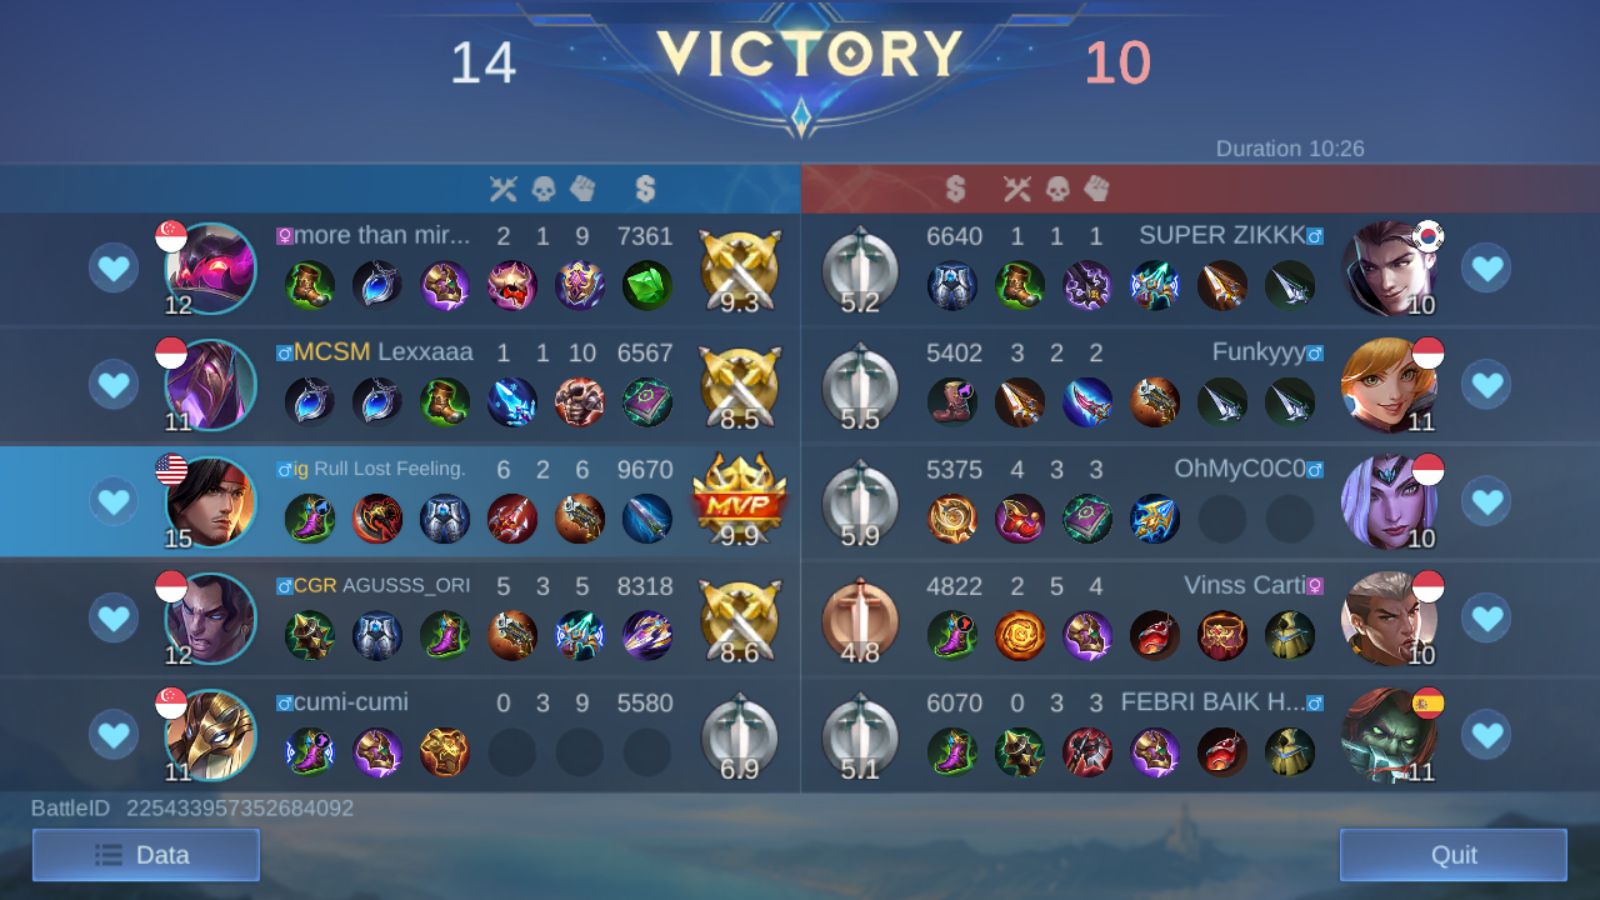 14 VICTORY 10
Duration 10:26
more than mir... 2 1 9 7361
12 9.3
5.2 6640 1 1 1 SUPER ZIKKK
10
MCSM Lexxaaa 1 1 10 6567
11 8.5
5.5 5402 3 2 2 Funkyyy
11
ig Rull Lost Feeling. 6 2 6 9670
15 MVP 9.9
5.9 5375 4 3 3 OhMyC0C0
10
CGR AGUSSS_ORI 5 3 5 8318
12 8.6
4.8 4822 2 5 4 Vinss Carti
10
cumi-cumi 0 3 9 5580
11 6.9
5.1 6070 0 3 3 FEBRI BAIK H...
11
BattleID 225433957352684092
Data
Quit